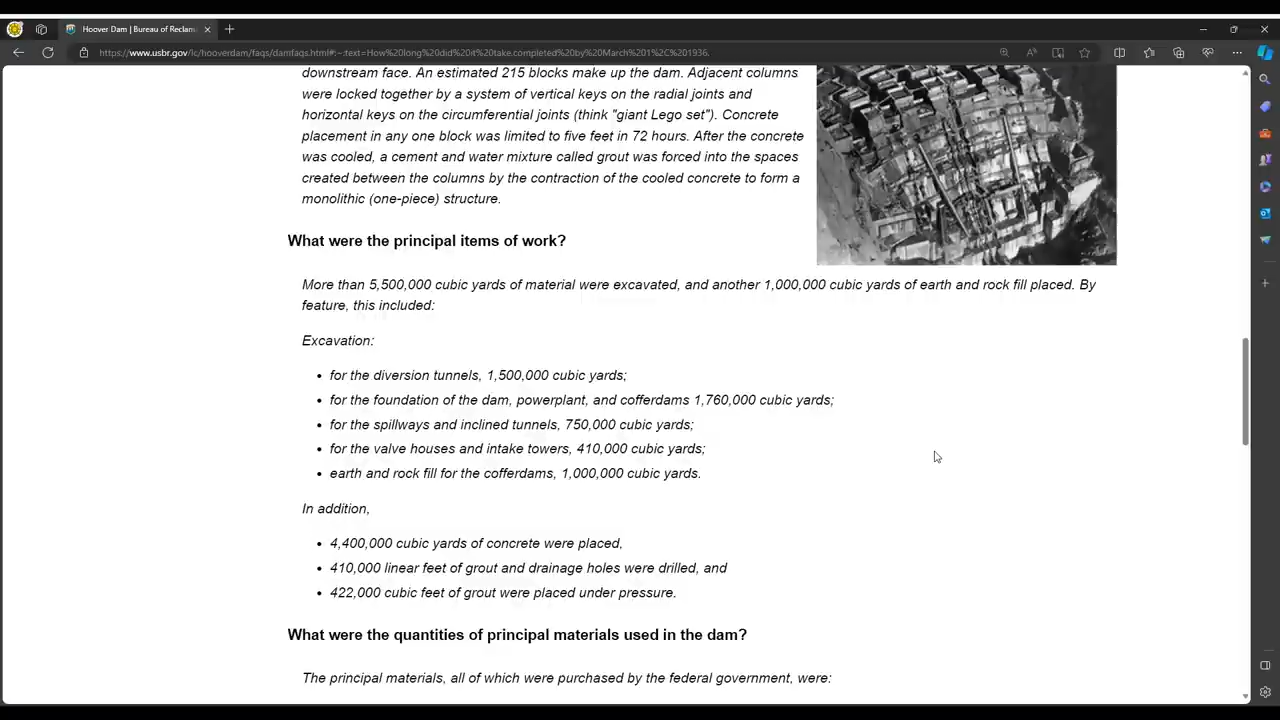 Hoover Dam | Bureau of Reclam
https://www.usbr.gov/lc/hooverdam/faqs/damfaqs.html#:~:text=How%20long%20did%20it%20take,completed%20by%20March%201%2C%201936.
downstream face. An estimated 215 blocks make up the dam. Adjacent columns
were locked together by a system of vertical keys on the radial joints and
horizontal keys on the circumferential joints (think "giant Lego set"). Concrete
placement in any one block was limited to five feet in 72 hours. After the concrete
was cooled, a cement and water mixture called grout was forced into the spaces
created between the columns by the contraction of the cooled concrete to form a
monolithic (one-piece) structure.
What were the principal items of work?
More than 5,500,000 cubic yards of material were excavated, and another 1,000,000 cubic yards of earth and rock fill placed. By
feature, this included:
Excavation:
• for the diversion tunnels, 1,500,000 cubic yards;
• for the foundation of the dam, powerplant, and cofferdams 1,760,000 cubic yards;
• for the spillways and inclined tunnels, 750,000 cubic yards;
• for the valve houses and intake towers, 410,000 cubic yards;
• earth and rock fill for the cofferdams, 1,000,000 cubic yards.
In addition,
• 4,400,000 cubic yards of concrete were placed,
• 410,000 linear feet of grout and drainage holes were drilled, and
• 422,000 cubic feet of grout were placed under pressure.
What were the quantities of principal materials used in the dam?
The principal materials, all of which were purchased by the federal government, were: